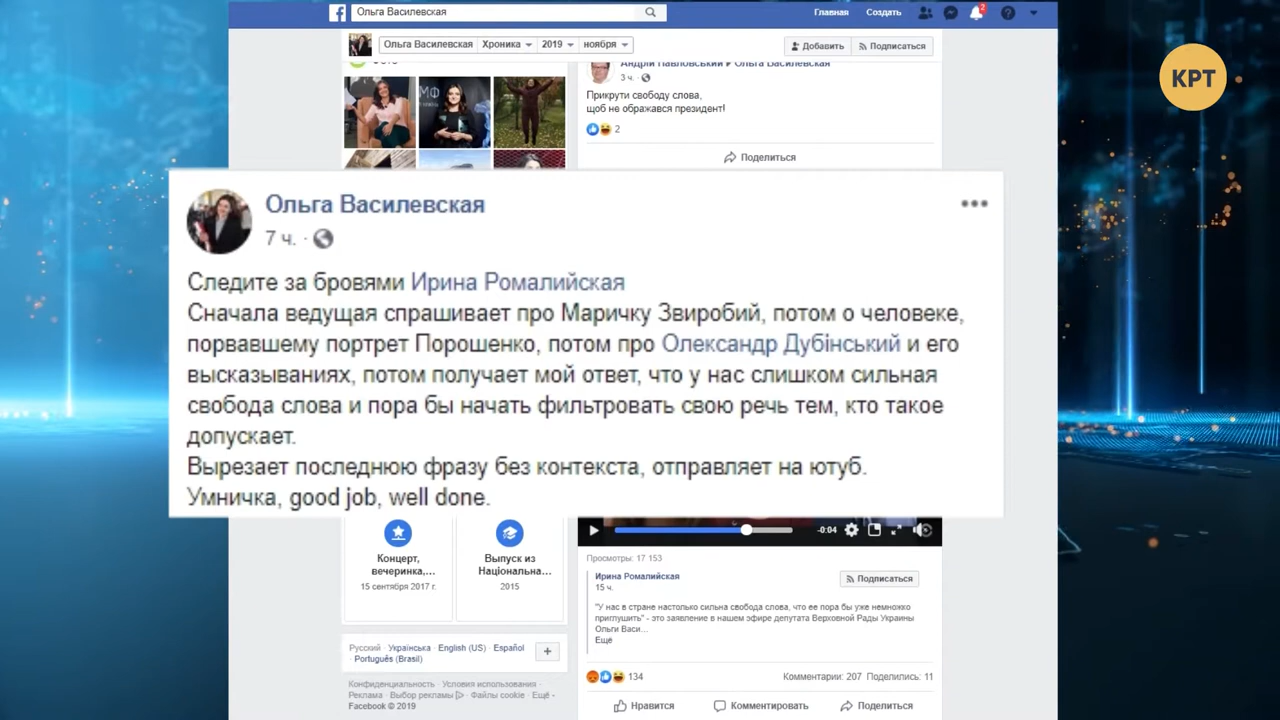 Ольга Василевская
Главная
Создать
2
Ольга Василевская
Хроника
2019
ноября
Добавить
Подписаться
КРТ
Андрій Павловський
Ольга Василевская
3 ч.
Прикрути свободу слова,
щоб не ображався президент!
2
Поделиться
Ольга Василевская
7 ч.
Следите за бровями Ирина Ромалийская
Сначала ведущая спрашивает про Маричку Звиробий, потом о человеке,
порвавшему портрет Порошенко, потом про Олександр Дубінський и его
высказываниях, потом получает мой ответ, что у нас слишком сильная
свобода слова и пора бы начать фильтровать свою речь тем, кто такое
допускает.
Вырезает последнюю фразу без контекста, отправляет на ютуб.
Умничка, good job, well done.
Концерт,
вечеринка,...
15 сентября 2017 г.
Выпуск из
Національна...
2015
-0:04
Просмотры: 17 153
Ирина Ромалийская
15 ч.
Подписаться
"У нас в стране настолько сильна свобода слова, что ее пора бы уже немножко
приглушить" - это заявление в нашем эфире депутата Верховной Рады Украины
Ольги Васи...
Ещё
134
Комментарии: 207 Поделились: 11
Нравится
Комментировать
Поделиться
Русский · Українська · English (US) · Español
· Português (Brasil)
Конфиденциальность · Условия использования ·
Реклама · Выбор рекламы · Файлы cookie · Ещё
Facebook © 2019